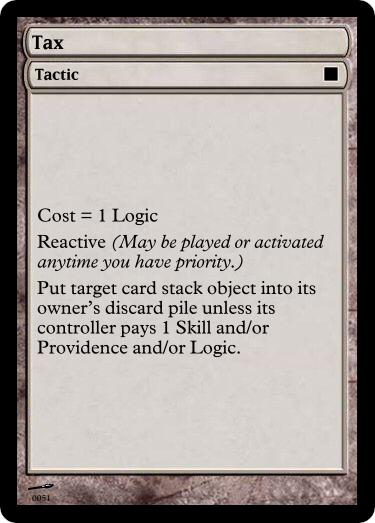 Tax
Tactic
Cost = 1 Logic
Reactive (May be played or activated
anytime you have priority.)
Put target card stack object into its
owner's discard pile unless its
controller pays 1 Skill and/or
Providence and/or Logic.
0051